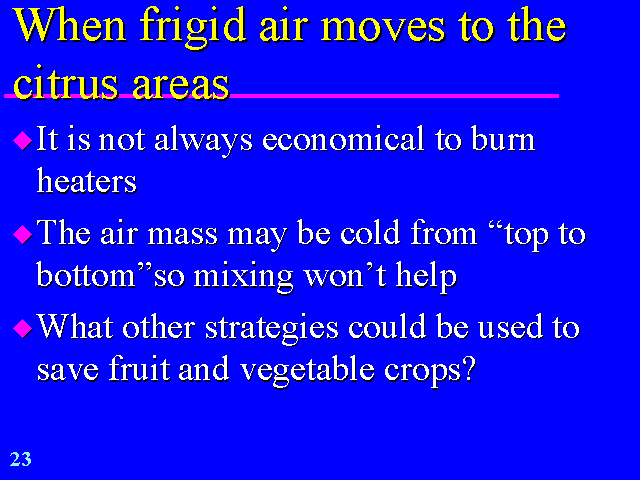 When frigid air moves to the
citrus areas
It is not always economical to burn
heaters
The air mass may be cold from “top to
bottom”so mixing won’t help
What other strategies could be used to
save fruit and vegetable crops?
23